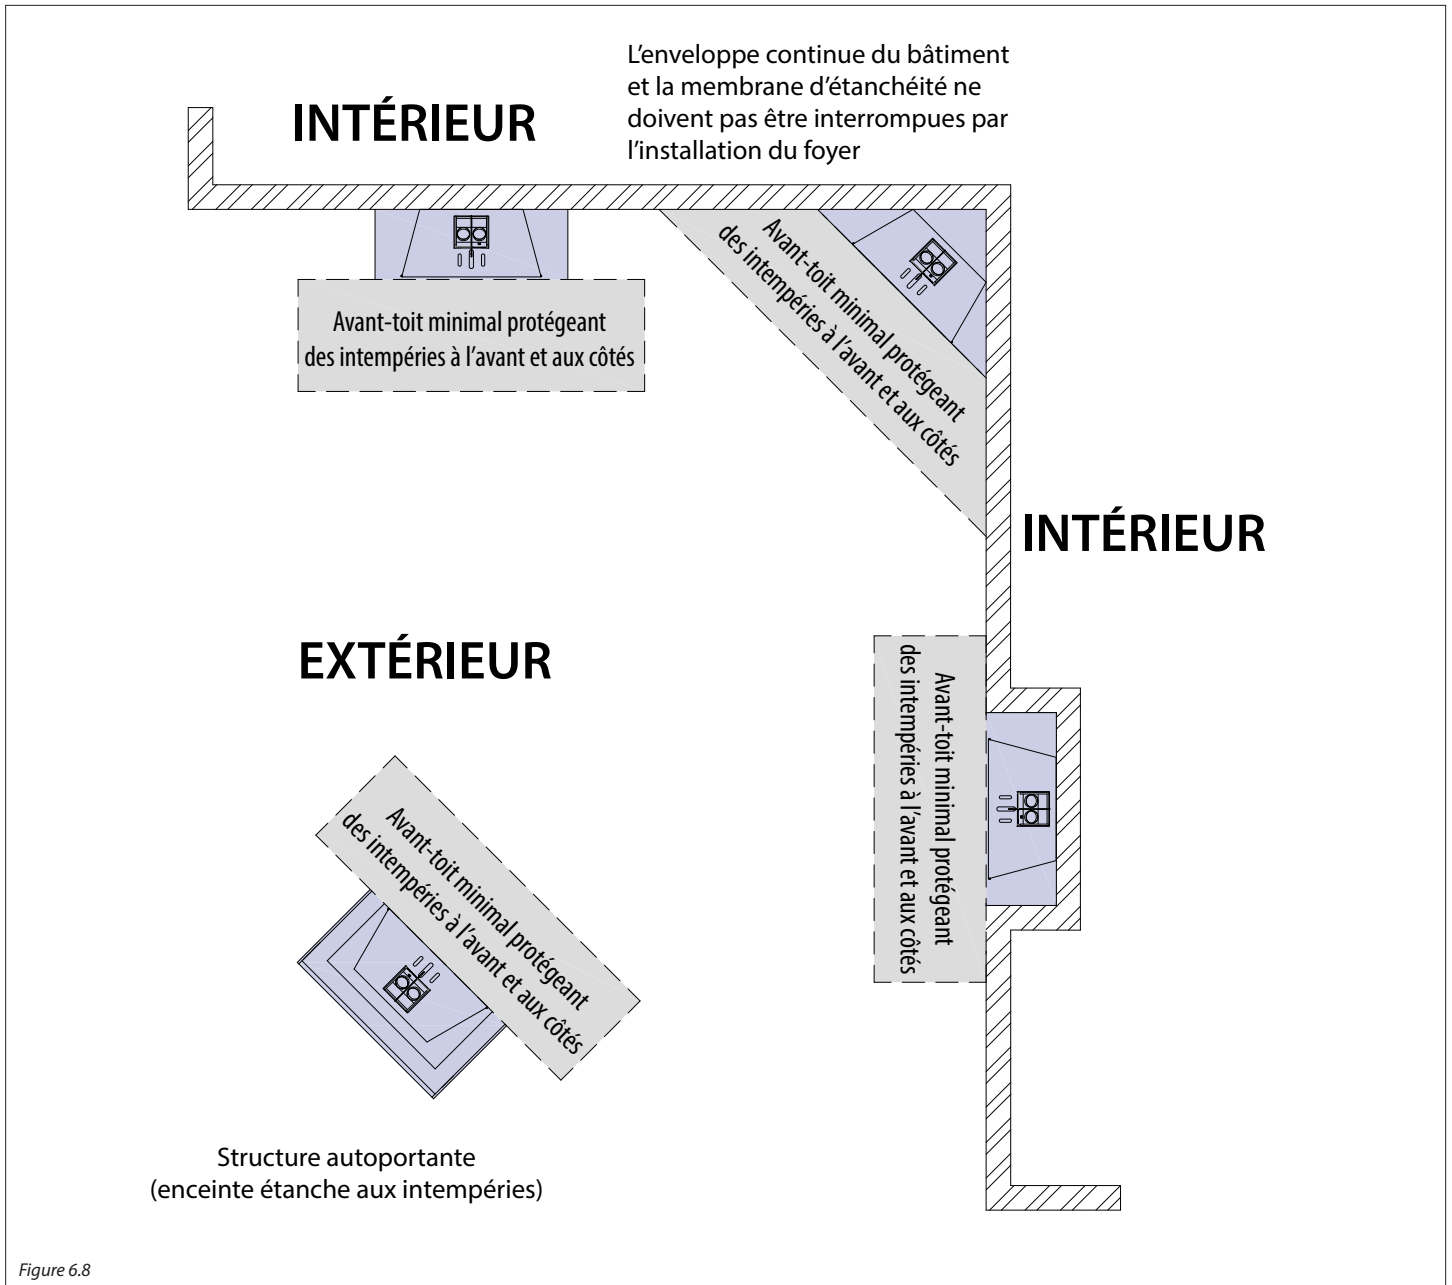 L'enveloppe continue du bâtiment
et la membrane d'étanchéité ne
doivent pas être interrompues par
l'installation du foyer
INTÉRIEUR
Avant-toit minimal protégeant
des intempéries à l'avant et aux côtés
Avant-toit minimal protégeant
des intempéries à l'avant et aux côtés
INTÉRIEUR
EXTÉRIEUR
Avant-toit minimal protégeant
des intempéries à l'avant et aux côtés
Avant-toit minimal protégeant
des intempéries à l'avant et aux côtés
Structure autoportante
(enceinte étanche aux intempéries)
Figure 6.8